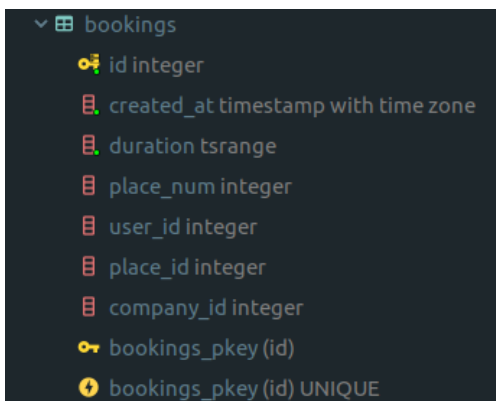 bookings
id integer
created_at timestamp with time zone
duration tsrange
place_num integer
user_id integer
place_id integer
company_id integer
bookings_pkey (id)
bookings_pkey (id) UNIQUE